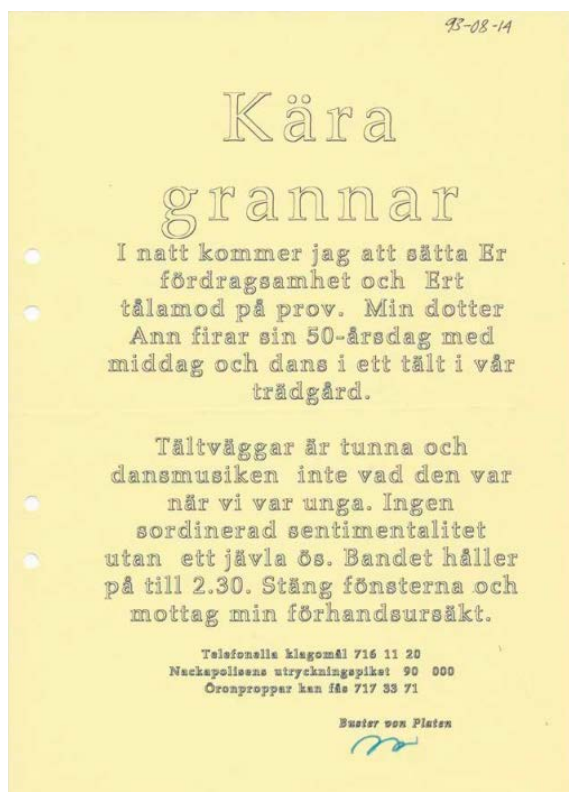 93-08-14
Kära
grannar
I natt kommer jag att sätta Er
fördragsamhet och Ert
tålamod på prov. Min dotter
Ann firar sin 50-årsdag med
middag och dans i ett tält i vår
trädgård.
Tältväggar är tunna och
dansmusiken inte vad den var
när vi var unga. Ingen
sordinerad sentimentalitet
utan ett jävla ös. Bandet håller
på till 2.30. Stäng fönsterna och
mottag min förhandsursäkt.
Telefonella klagomål 716 11 20
Nackapolisens utryckningspiket 90 000
Öronproppar kan fås 717 33 71
Buster von Platen